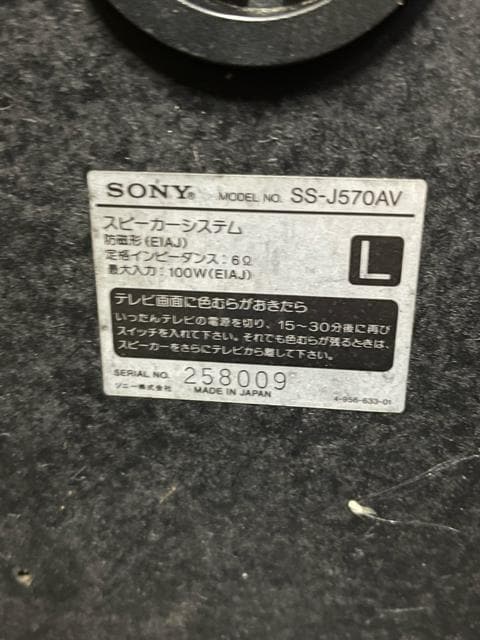 SONY® MODEL NO. SS-J570AV
スピーカーシステム
防磁形(EIAJ)
定格インピーダンス:6Ω
最大入力:100W(EIAJ)
L
テレビ画面に色むらがおきたら
いったんテレビの電源を切り、15〜30分後に再び
スイッチを入れて下さい。それでも色むらが残るときは、
スピーカーをさらにテレビから離して下さい。
SERIAL NO. 258009
ソニー株式会社 MADE IN JAPAN 4-956-633-01